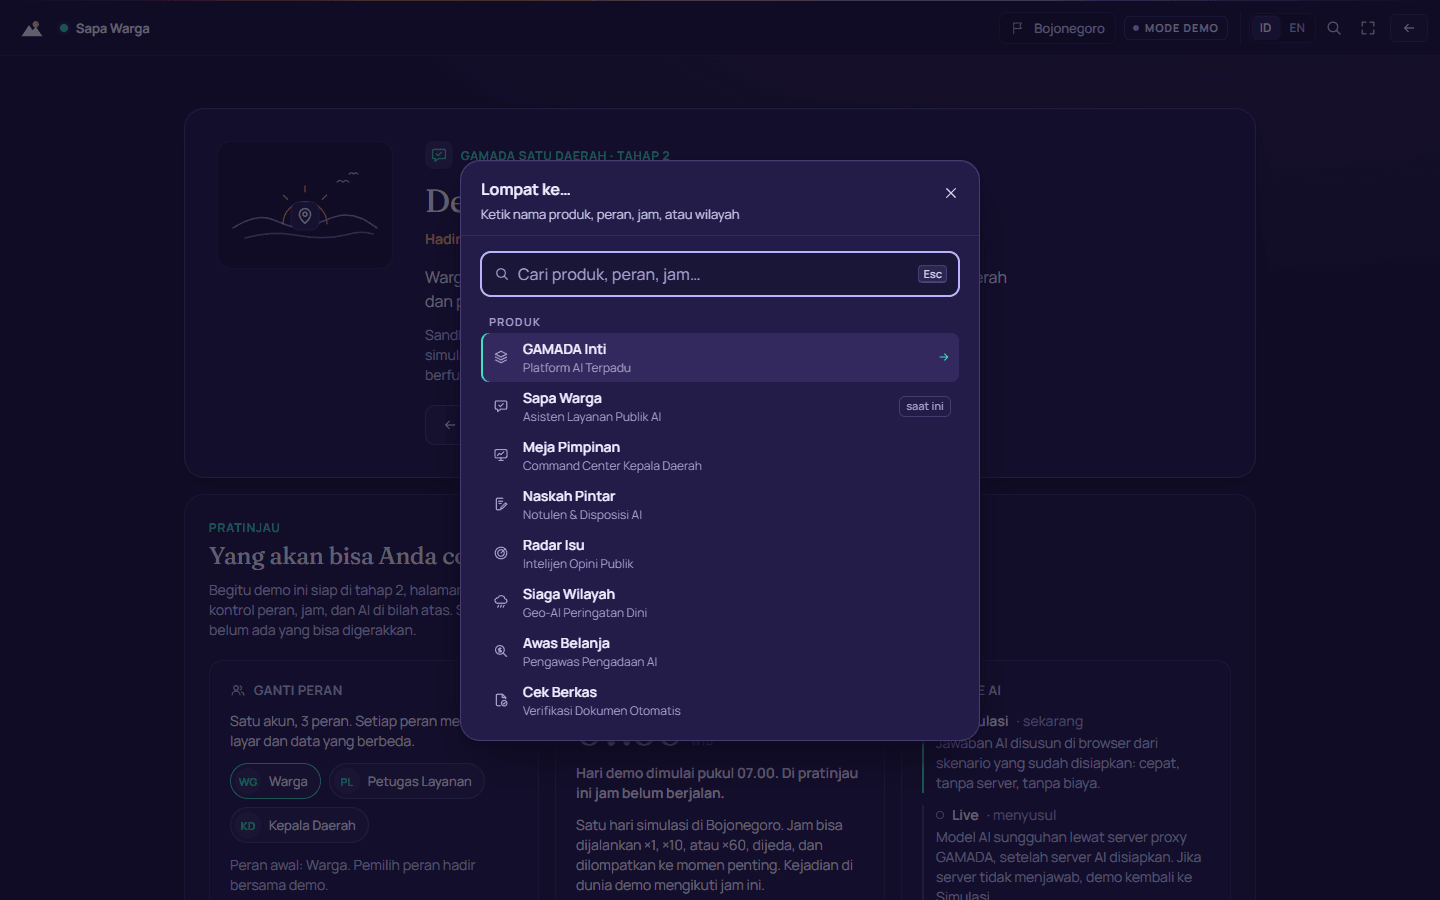 Sapa Warga
Bojonegoro
MODE DEMO
ID
EN
GAMADA SATU DAERAH · TAHAP 2
Lompat ke...
Ketik nama produk, peran, jam, atau wilayah
Cari produk, peran, jam...
Esc
PRODUK
GAMADA Inti
Platform AI Terpadu
Sapa Warga
Asisten Layanan Publik AI
saat ini
Meja Pimpinan
Command Center Kepala Daerah
Naskah Pintar
Notulen & Disposisi AI
Radar Isu
Intelijen Opini Publik
Siaga Wilayah
Geo-AI Peringatan Dini
Awas Belanja
Pengawas Pengadaan AI
Cek Berkas
Verifikasi Dokumen Otomatis
PRATINJAU
Yang akan bisa Anda
Begitu demo ini siap di tahap 2,
kontrol peran, jam, dan AI di bilah atas.
belum ada yang bisa digerakkan.
GANTI PERAN
Satu akun, 3 peran. Setiap peran
layar dan data yang berbeda.
WG Warga
PL Petugas Layanan
KD Kepala Daerah
Peran awal: Warga. Pemilih peran hadir
bersama demo.
Hari demo dimulai pukul 07.00. Di pratinjau
ini jam belum berjalan.
Satu hari simulasi di Bojonegoro. Jam bisa
dijalankan ×1, ×10, atau ×60, dijeda, dan
dilompatkan ke momen penting. Kejadian di
dunia demo mengikuti jam ini.
AI
· sekarang
Jawaban AI disusun di browser dari
skenario yang sudah disiapkan: cepat,
tanpa server, tanpa biaya.
Live · menyusul
Model AI sungguhan lewat server proxy
GAMADA, setelah server AI disiapkan. Jika
server tidak menjawab, demo kembali ke
Simulasi.